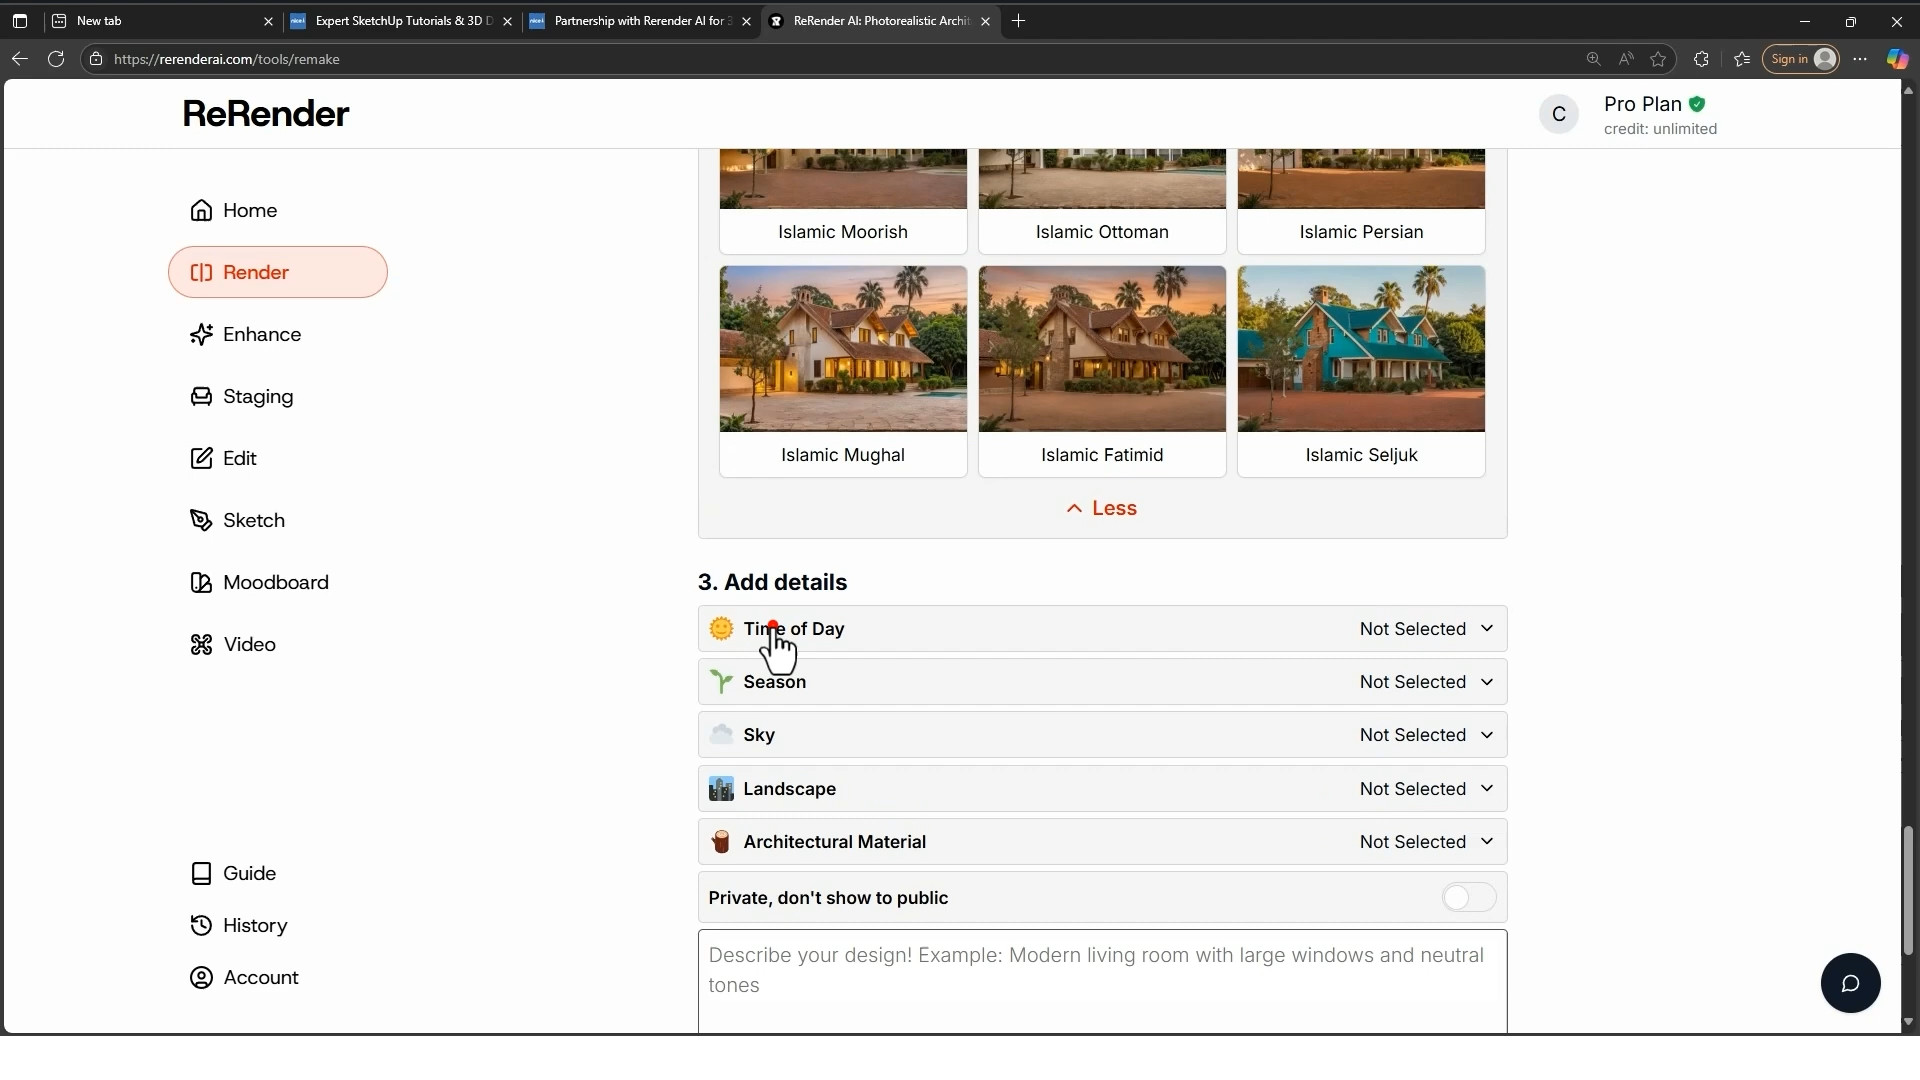 New tab
Expert SketchUp Tutorials & 3D D
Partnership with Rerender AI for 3
ReRender AI: Photorealistic Archit
https://rerenderai.com/tools/remake
Sign in
ReRender
C
Pro Plan
credit: unlimited
Home
Render
Enhance
Staging
Edit
Sketch
Moodboard
Video
Guide
History
Account
Islamic Moorish
Islamic Ottoman
Islamic Persian
Islamic Mughal
Islamic Fatimid
Islamic Seljuk
Less
3. Add details
Time of Day Not Selected
Season Not Selected
Sky Not Selected
Landscape Not Selected
Architectural Material Not Selected
Private, don't show to public
Describe your design! Example: Modern living room with large windows and neutral
tones